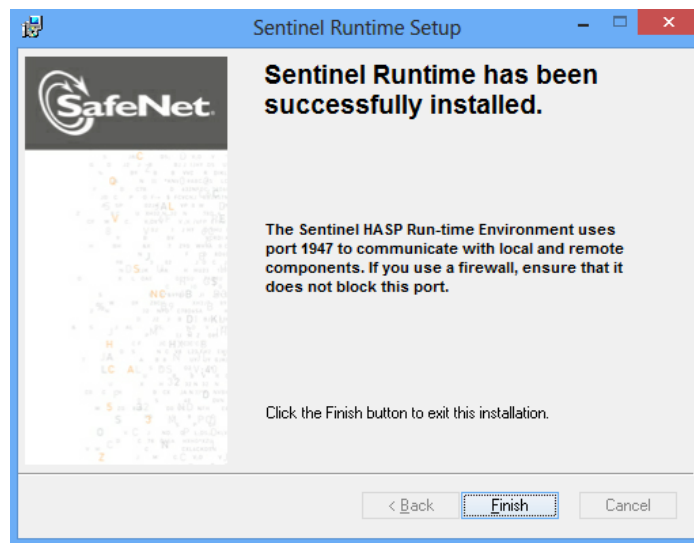 Sentinel Runtime Setup
SafeNet.
Sentinel Runtime has been
successfully installed.
The Sentinel HASP Run-time Environment uses
port 1947 to communicate with local and remote
components. If you use a firewall, ensure that it
does not block this port.
Click the Finish button to exit this installation.
< Back
Finish
Cancel